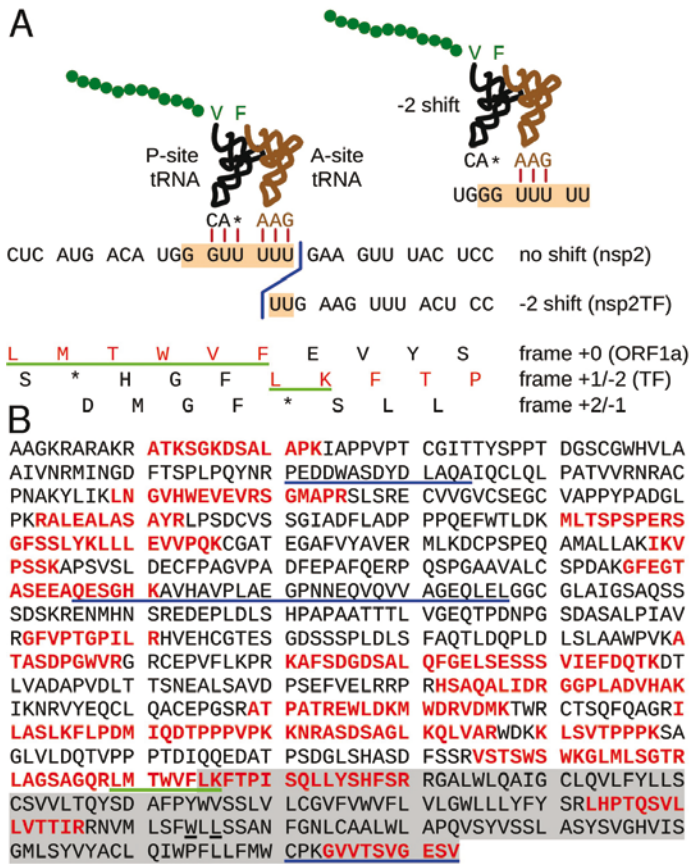 A
V F
-2 shift
V F
P-site
tRNA
A-site
tRNA
CA* AAG
UGGG UUU UU
CA* AAG
CUC AUG ACA UGG GUU UUU GAA GUU UAC UCC no shift (nsp2)
UUG AAG UUU ACU CC -2 shift (nsp2TF)
L M T W V F E V Y S frame +0 (ORF1a)
S * H G F L K F T P frame +1/-2 (TF)
D M G F * S L L frame +2/-1
B
AAGKRARAKR ATKSGKDSAL APKIAPPVPT CGITTYSPPT DGSCGWHVLA
AIVNRMINGD FTSPLPQYNR PEDDWASDYD LAQAIQCLQL PATVVRNRAC
PNAKYLIKLN GVHWEVEVRS GMAPRSLSRE CVVGVCSEGC VAPPYPADGL
PKRALEALAS AYRLPSDCVS SGIADFLADP PPQEFWTLDK MLTSPSPERS
GFSSLYKLLL EVVPQKCGAT EGAFVYAVER MLKDCPSPEQ AMALLAKIKV
PSSKAPSVSL DECFPAGVPA DFEPAFQERP QSPGAAVALC SPDAKGFEGT
ASEEAQESGH KAVHAVPLAE GPNNEQVQVV AGEQLELGGC GLAIGSAQSS
SDSKRENMHN SREDEPLDLS HPAPAATTTL VGEQTPDNPG SDASALPIAV
RGFVPTGPIL RHVEHCGTES GDSSSPLDLS FAQTLDQPLD LSLAAWPVKA
TASDPGWVRG RCEPVFLKPR KAFSDGDSAL QFGELSESSS VIEFDQTKDT
LVADAPVDLT TSNEALSAVD PSEFVELRRP RHSAQALIDR GGPLADVHAK
IKNRVYEQCL QACEPGSRAT PATREWLDKM WDRVDMKTWR CTSQFQAGRI
LASLKFLPDM IQDTPPPVPK KNRASDSAGL KQLVARWDKK LSVTPPPKSA
GLVLDQTVPP PTDIQQEDAT PSDGLSHASD FSSRVSTSWS WKGLMLSGTR
LAGSAGQRLM TWVFLKFTPI SQLLYSHFSR RGALWLQAIG CLQVLFYLLS
CSVVLTQYSD AFPYWVSSLV LCGVFVWVFL VLGWLLLYFY SRLHPTQSVL
LVTTIRRNVM LSFWLLSSAN FGNLCAALWL APQVSYVSSL ASYSVGHVIS
GMLSYVYACL QIWPFLLFMW CPKGVVTSVG ESV